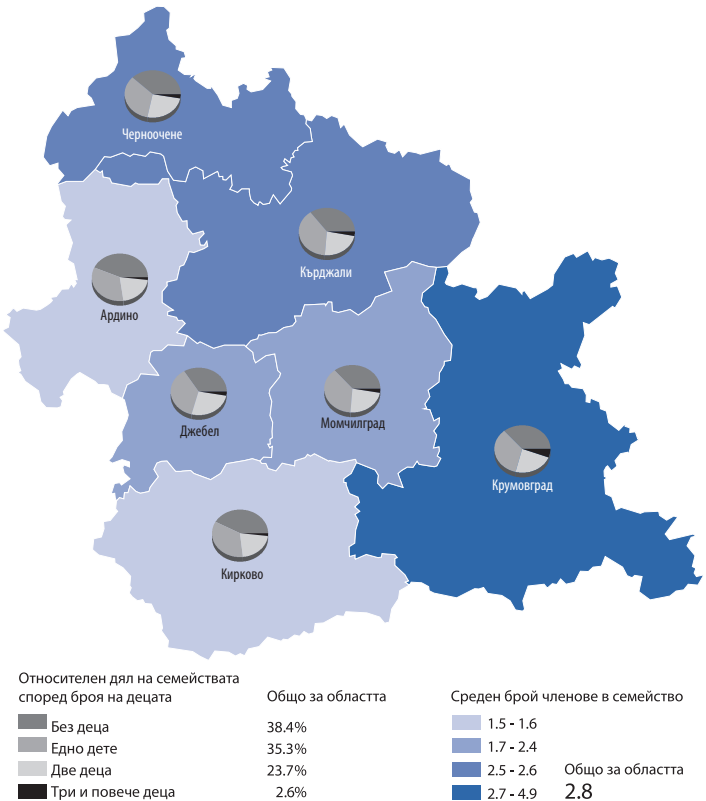 Черноочене
Кърджали
Ардино
Джебел
Момчилград
Крумовград
Кирково
Относителен дял на семействата
според броя на децата
Общо за областта
Без деца 38.4%
Едно дете 35.3%
Две деца 23.7%
Три и повече деца 2.6%
Среден брой членове в семейство
1.5 - 1.6
1.7 - 2.4
2.5 - 2.6
2.7 - 4.9
Общо за областта
2.8